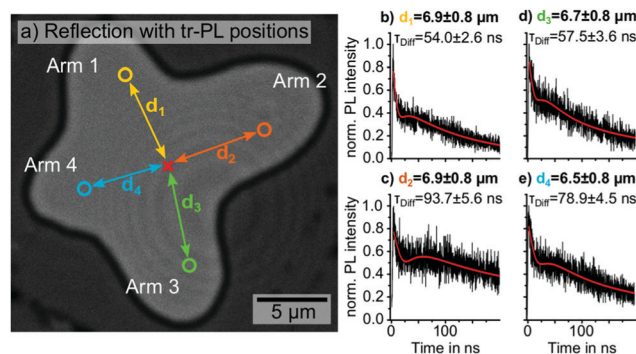 a) Reflection with tr-PL positions
Arm 1
Arm 2
Arm 3
Arm 4
d1
d2
d3
d4
5 µm
b) d₁=6.9±0.8 µm
τDiff=54.0±2.6 ns
norm. PL intensity
1.0
0.8
0.6
0.4
0.2
0.0
c) d₂=6.9±0.8 µm
τDiff=93.7±5.6 ns
norm. PL intensity
1.0
0.8
0.6
0.4
0.2
0.0
0
100
Time in ns
d) d₃=6.7±0.8 µm
τDiff=57.5±3.6 ns
e) d₄=6.5±0.8 µm
τDiff=78.9±4.5 ns
0
100
Time in ns